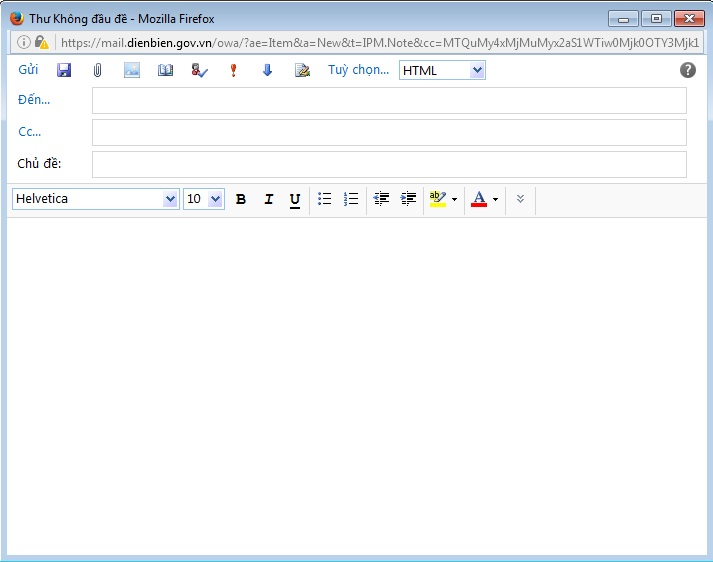 Thư Không đầu đề - Mozilla Firefox
https://mail.dienbien.gov.vn/owa/?ae=Item&a=New&t=IPM.Note&cc=MTQuMy4xMjMuMyx2aS1WTiw0Mjk0OTY3Mjk1
Gửi Tuỳ chọn... HTML
Đến...
Cc...
Chủ đề:
Helvetica 10 B I U ab A